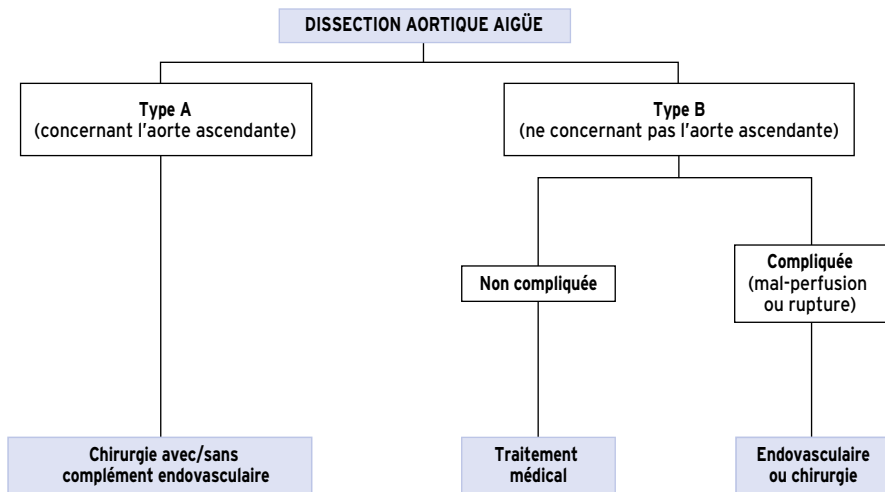 DISSECTION AORTIQUE AIGÜE
Type A
(concernant l'aorte ascendante)
Type B
(ne concernant pas l'aorte ascendante)
Non compliquée
Compliquée
(mal-perfusion
ou rupture)
Chirurgie avec/sans
complément endovasculaire
Traitement
médical
Endovasculaire
ou chirurgie